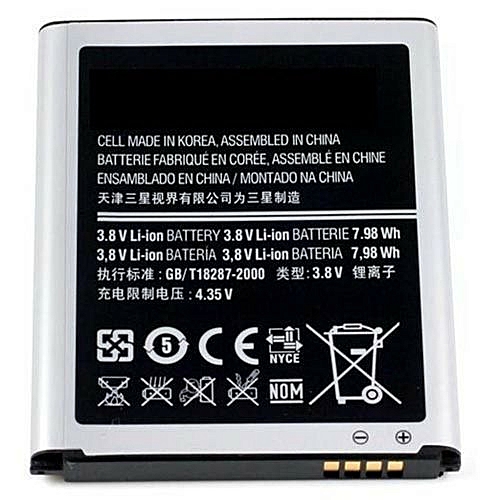 CELL MADE IN KOREA, ASSEMBLED IN CHINA
BATTERIE FABRIQUÉ EN CORÉE, ASSEMBLÉ EN CHINE
ENSAMBLADO EN CHINA / MONTADO NA CHINA
天津三星视界有限公司为三星制造
3.8 V Li-ion BATTERY 3.8 V Li-ion BATTERIE 7.98 Wh
3,8 V Li-ion BATERÍA 3,8 V Li-ion BATERIA 7,98 Wh
执行标准: GB/T18287-2000 类型: 3.8 V 锂离子
充电限制电压: 4.35 V
5 CE NYCE
NOM